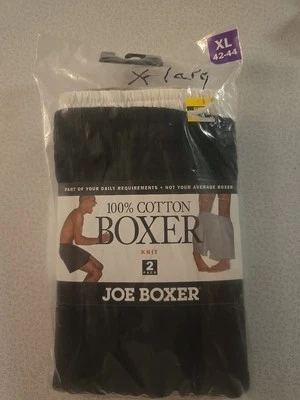 XL
42-44
X larg
PART OF YOUR DAILY REQUIREMENTS • NOT YOUR AVERAGE BOXER
100% COTTON
BOXER
KNIT
2
PACK
JOE BOXER